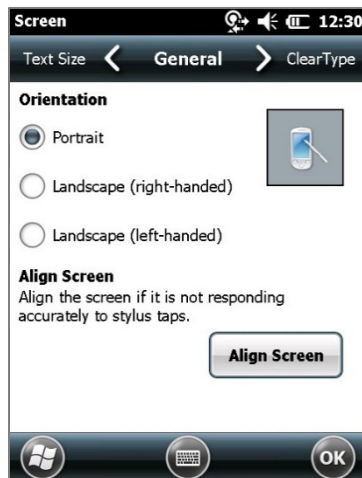 Screen 12:30
Text Size General ClearType
Orientation
Portrait
Landscape (right-handed)
Landscape (left-handed)
Align Screen
Align the screen if it is not responding
accurately to stylus taps.
Align Screen
OK